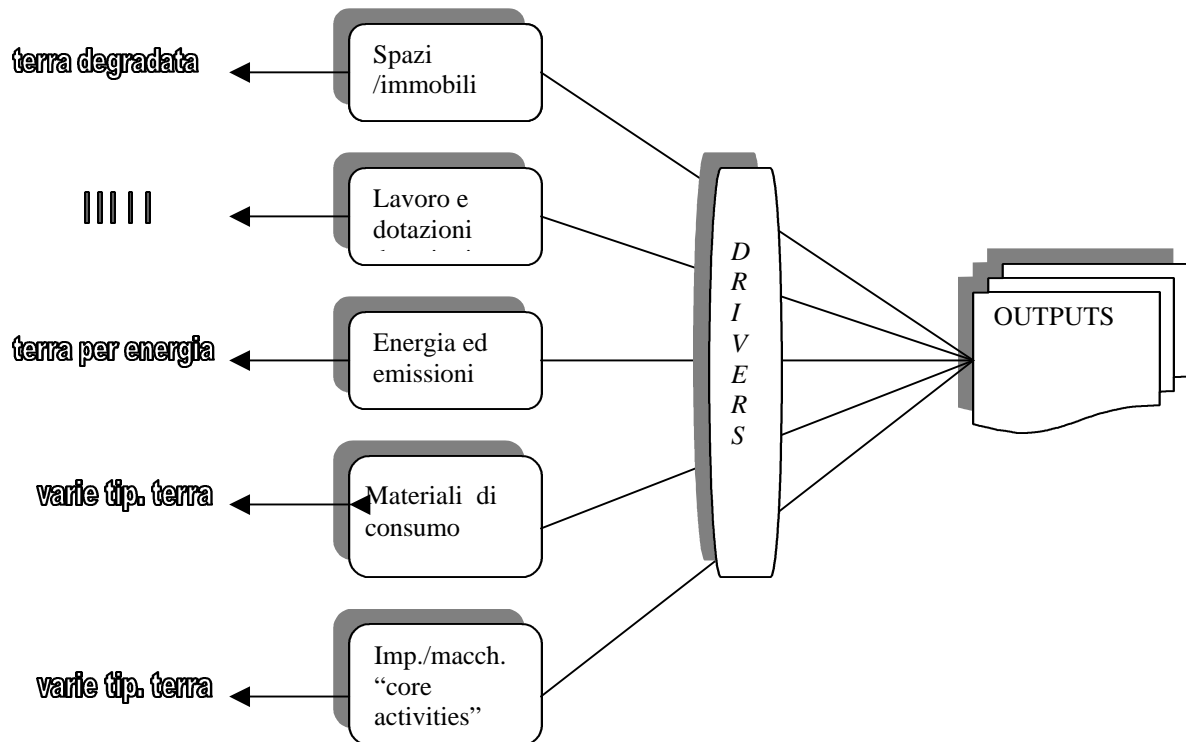 terra degradata
Spazi
/immobili
| | | | |
Lavoro e
dotazioni
terra per energia
Energia ed
emissioni
varie tip. terra
Materiali di
consumo
varie tip. terra
Imp./macch.
“core
activities”
DRIVERS
OUTPUTS